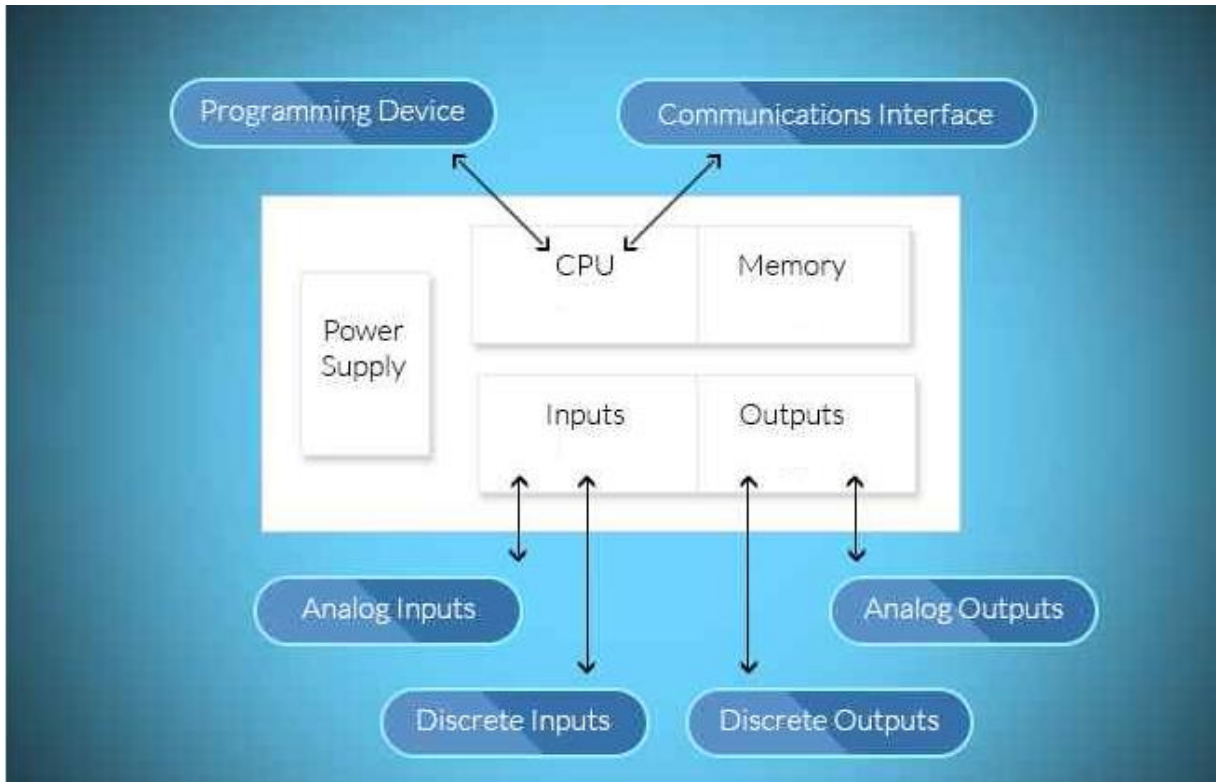 Programming Device
Communications Interface
CPU
Memory
Power
Supply
Inputs
Outputs
Analog Inputs
Analog Outputs
Discrete Inputs
Discrete Outputs